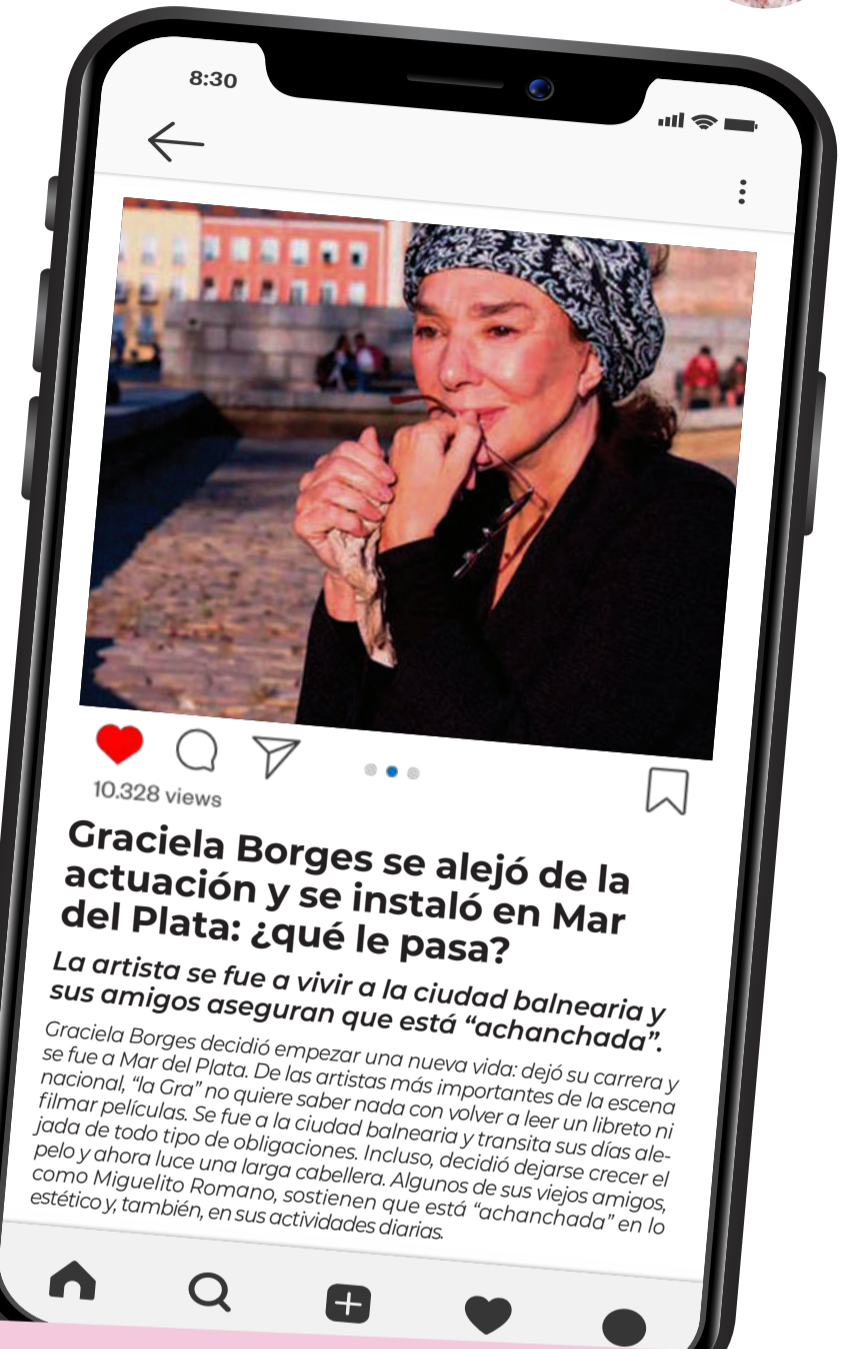 8:30
10.328 views
Graciela Borges se alejó de la
actuación y se instaló en Mar
del Plata: ¿qué le pasa?
La artista se fue a vivir a la ciudad balnearia y
sus amigos aseguran que está “achanchada”.
Graciela Borges decidió empezar una nueva vida: dejó su carrera y
se fue a Mar del Plata. De las artistas más importantes de la escena
nacional, “la Gra” no quiere saber nada con volver a leer un libreto ni
filmar películas. Se fue a la ciudad balnearia y transita sus días ale-
jada de todo tipo de obligaciones. Incluso, decidió dejarse crecer el
pelo y ahora luce una larga cabellera. Algunos de sus viejos amigos,
como Miguelito Romano, sostienen que está “achanchada” en lo
estético y, también, en sus actividades diarias.